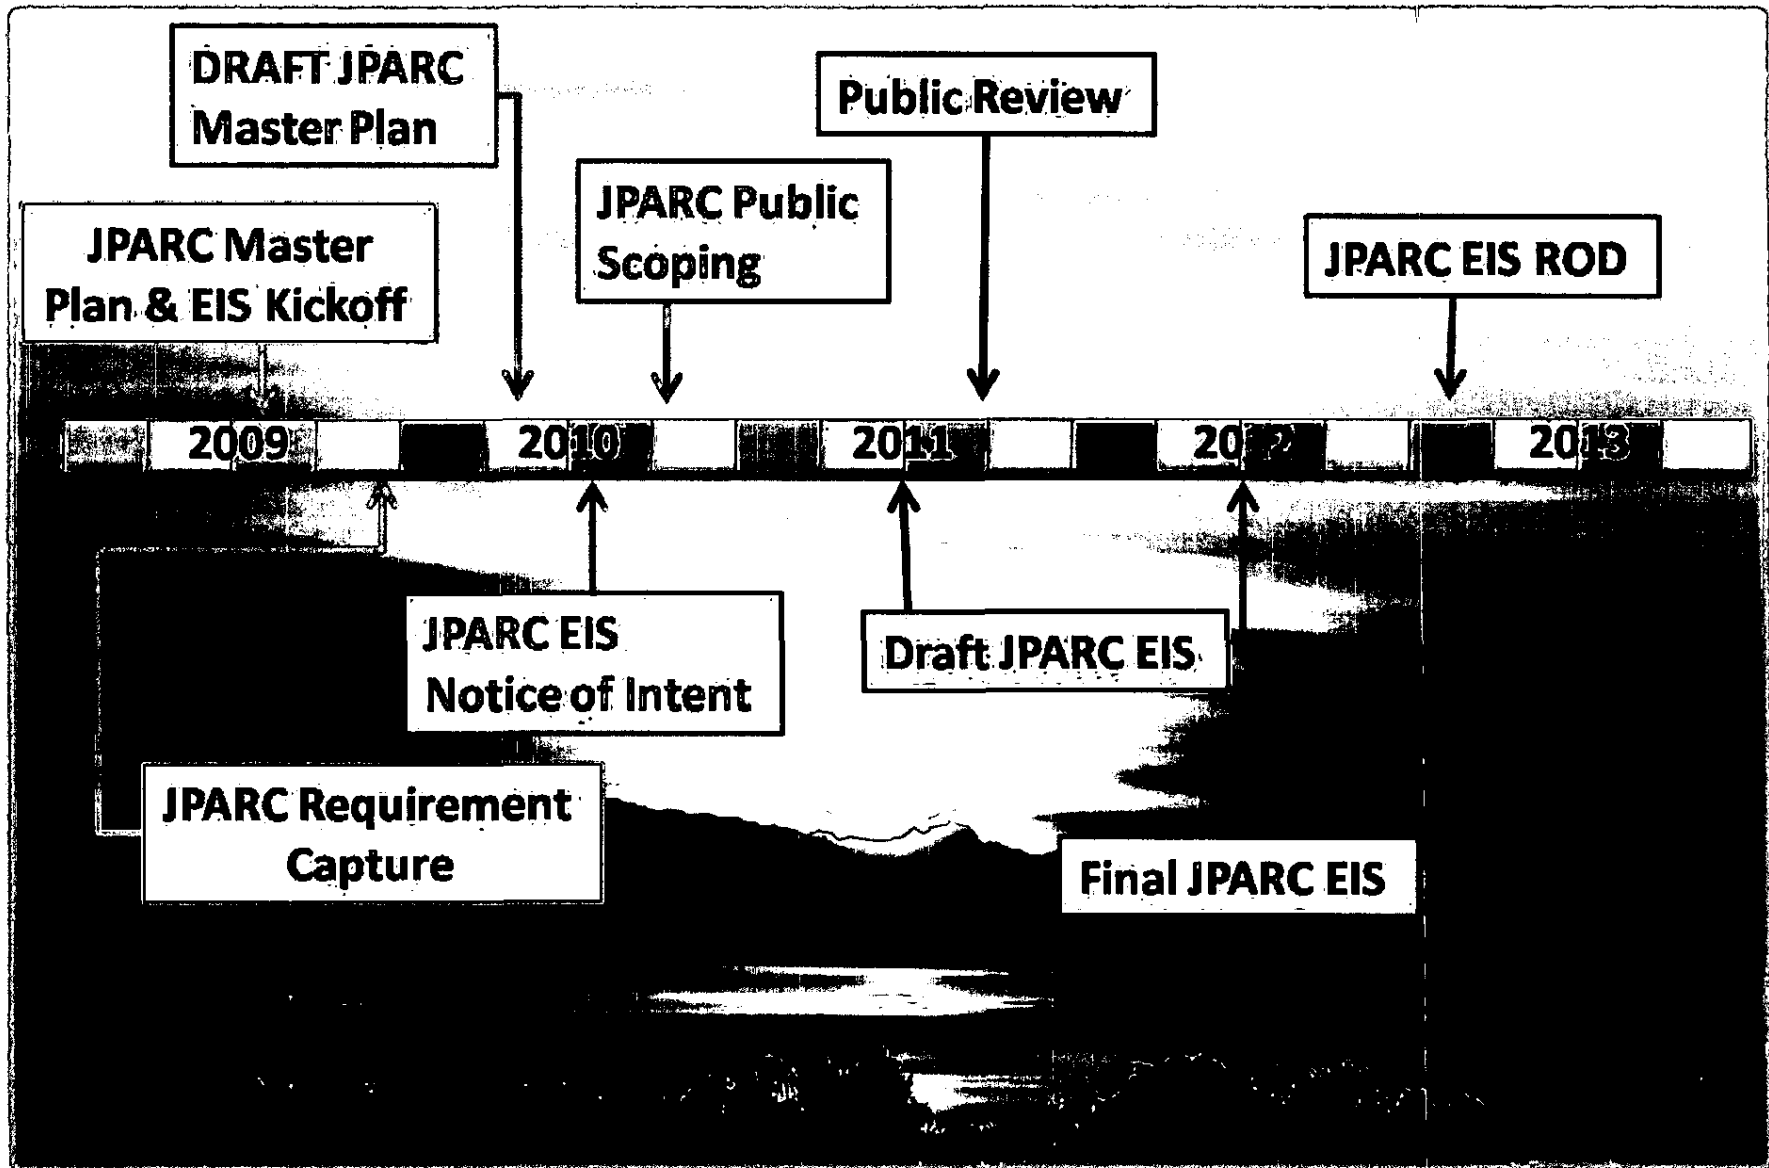 DRAFT JPARC
Master Plan
Public Review
JPARC Public
Scoping
JPARC Master
Plan & EIS Kickoff
JPARC EIS ROD
2009
2010
2011
2012
2013
JPARC EIS
Notice of Intent
Draft JPARC EIS
JPARC Requirement
Capture
Final JPARC EIS